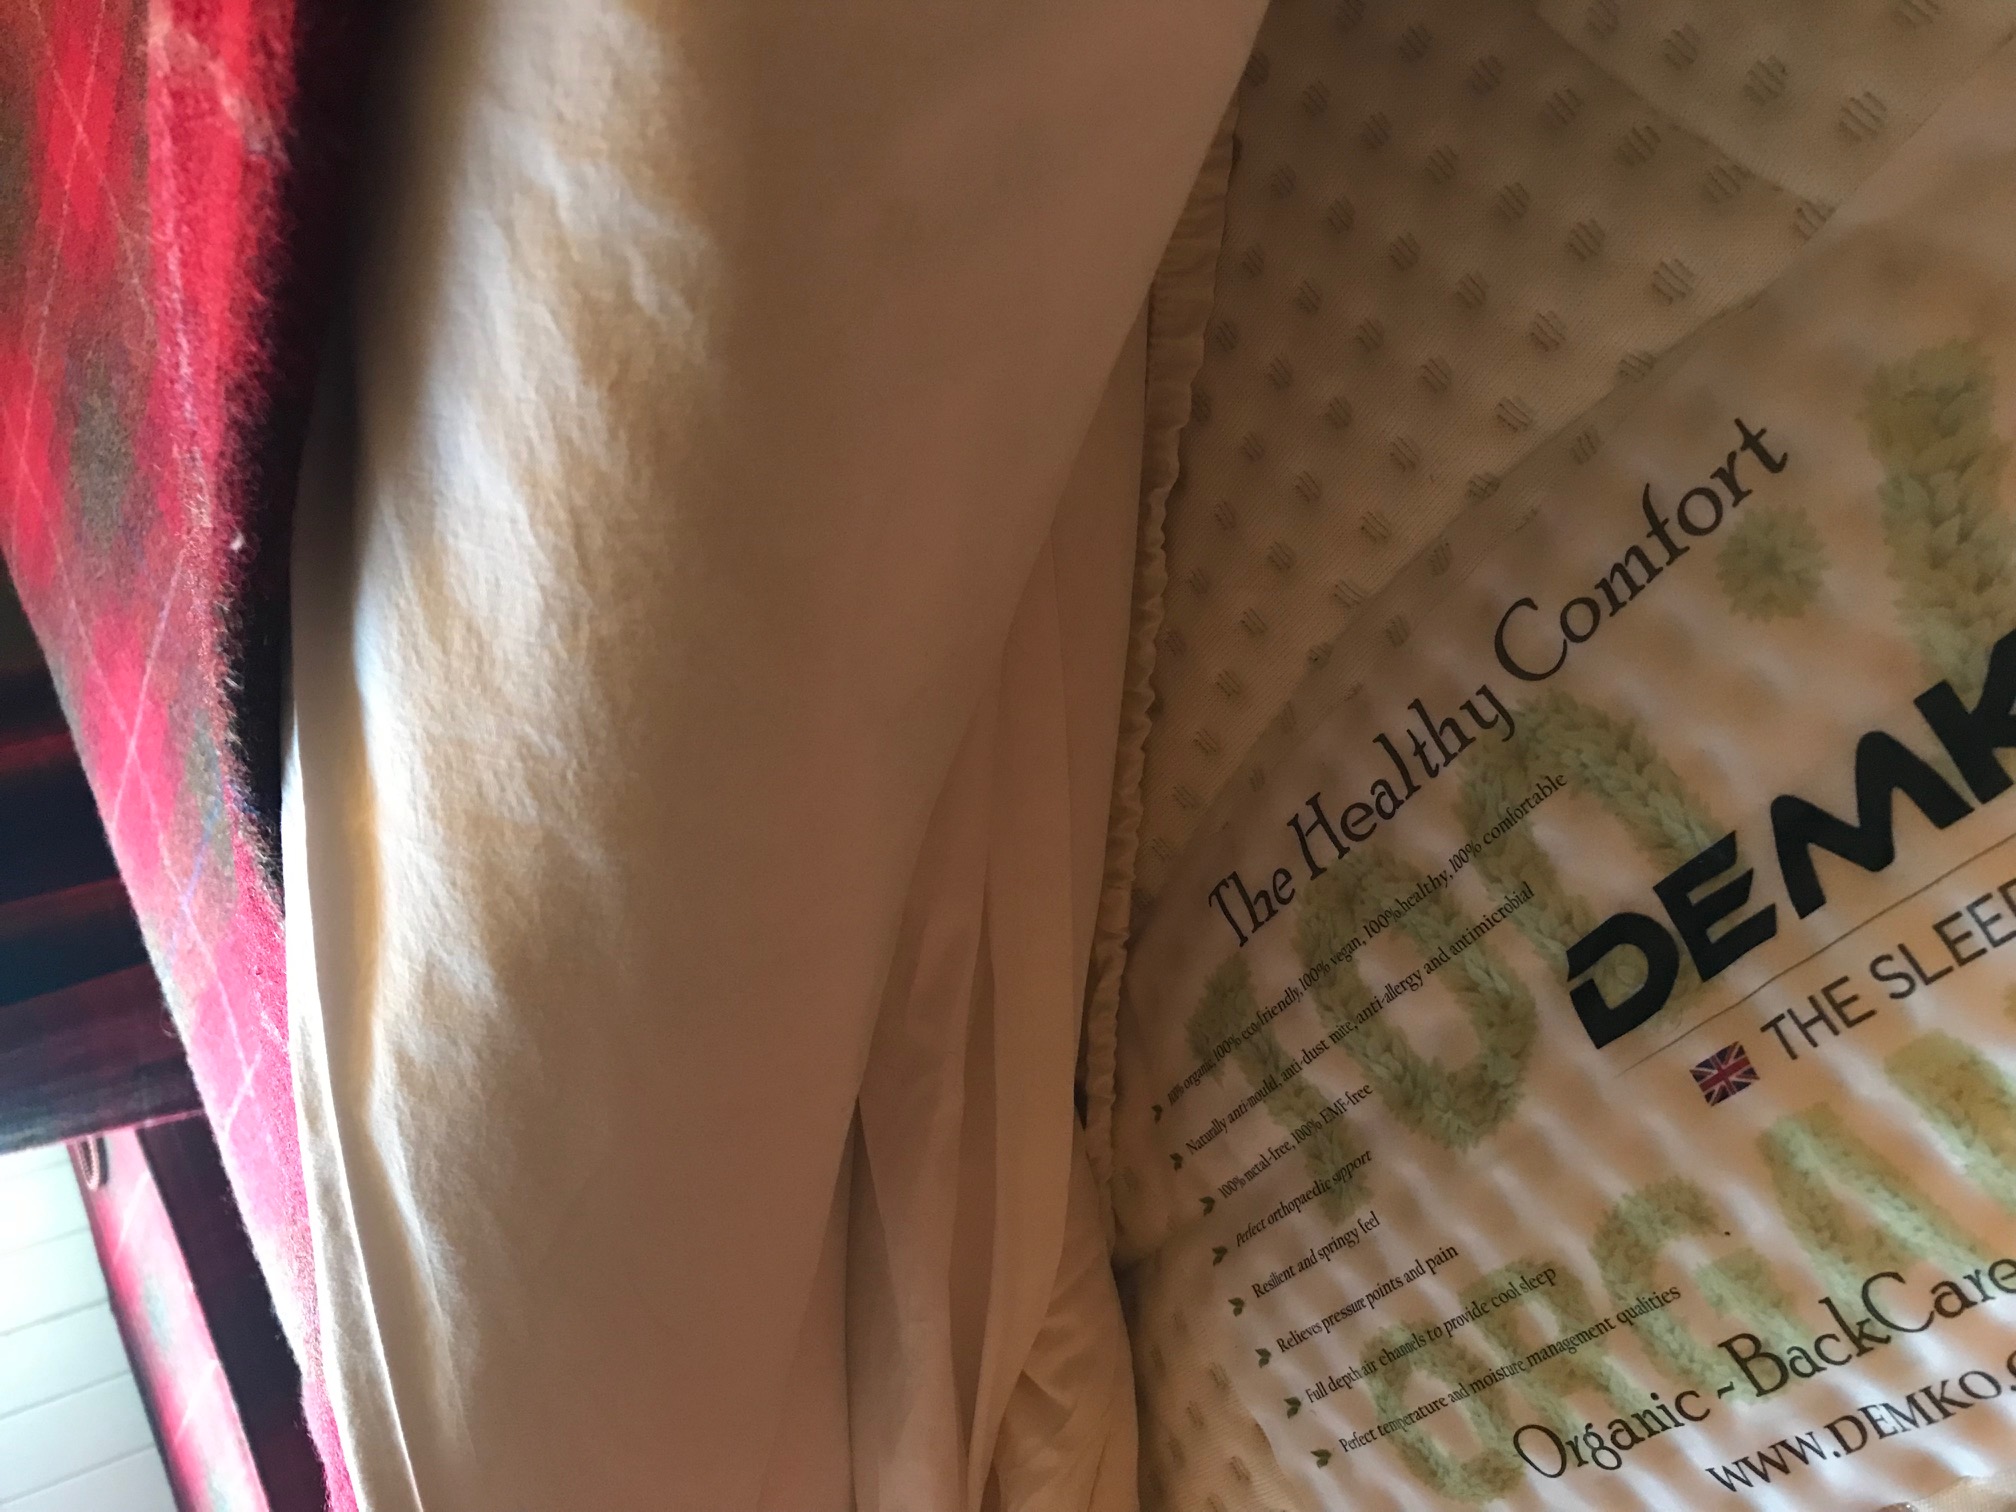 The Healthy Comfort
100% organic, 100% eco-friendly, 100% vegan, 100% healthy, 100% comfortable
Naturally anti-mould, anti-dust mite, anti-allergy and antimicrobial
100% metal-free, 100% EMF-free
Perfect orthopaedic support
Resilient and springy feel
Relieves pressure points and pain
Full depth air channels to provide cool sleep
Perfect temperature and moisture management qualities
100%
DEMK
THE SLEEP
ORGAN
Organic ~ BackCare
www.DEMKO.